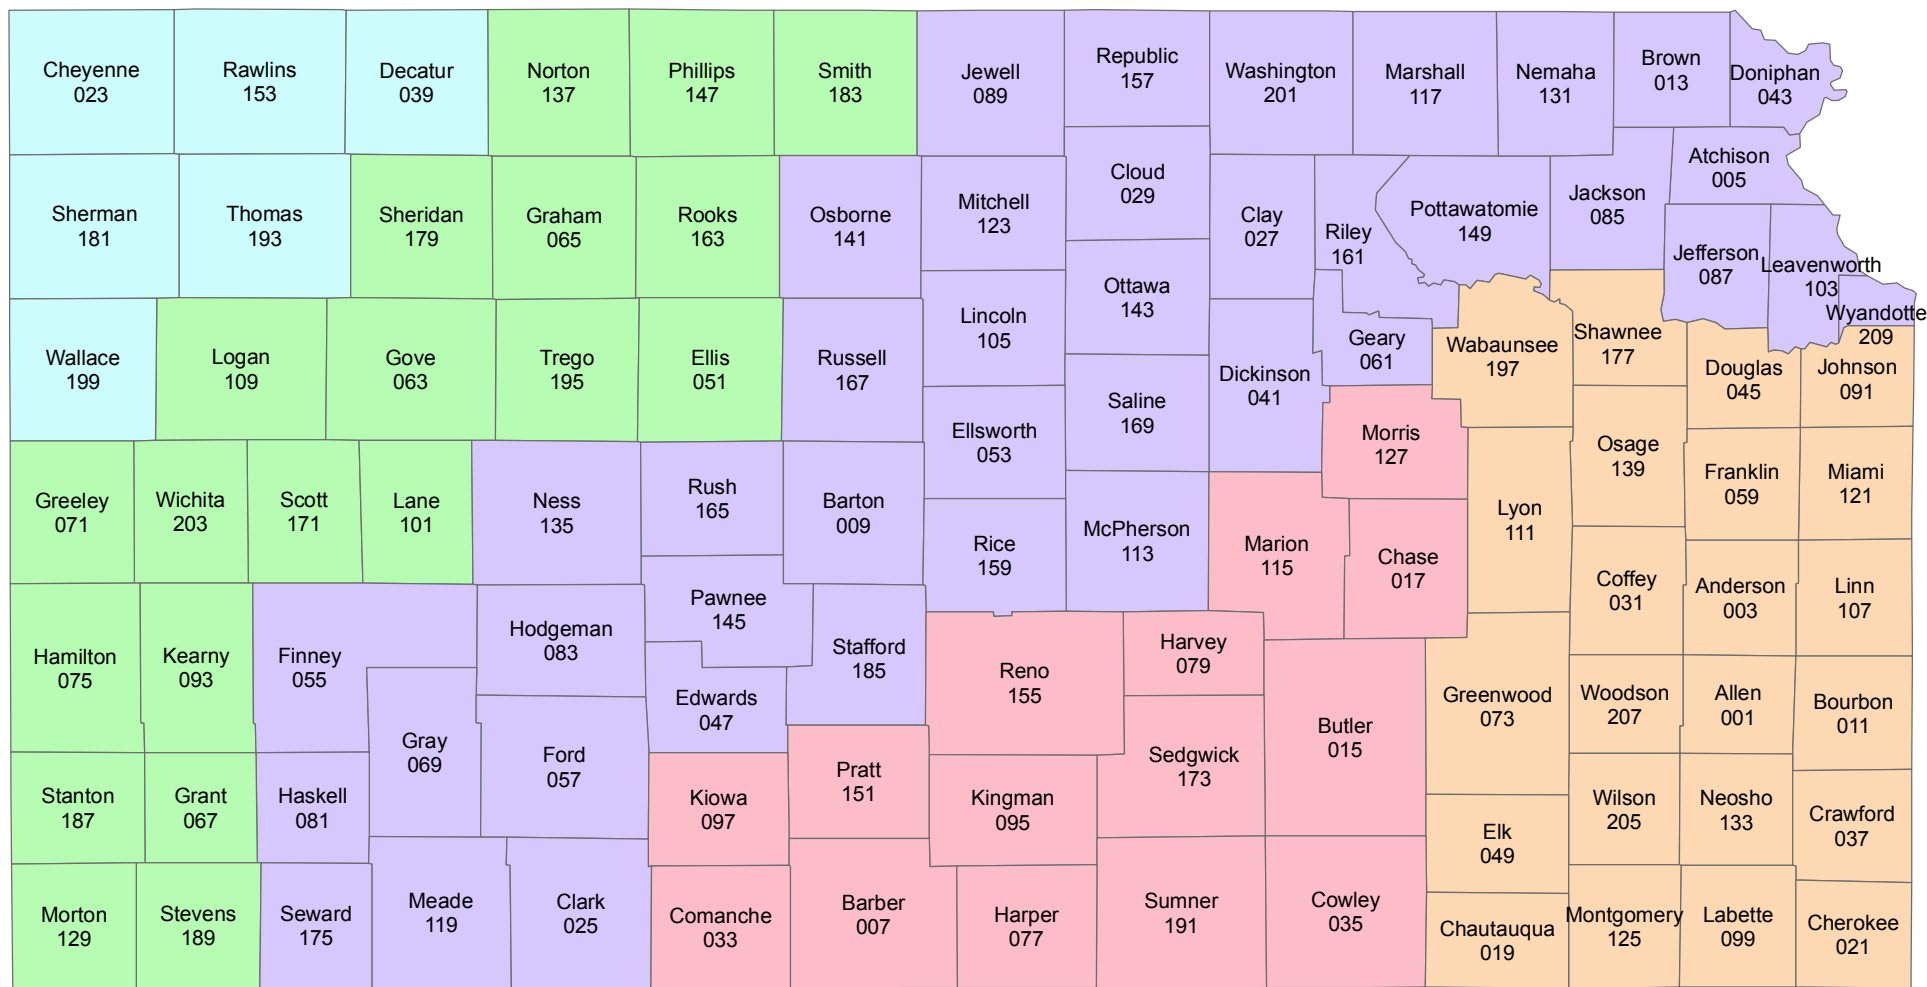 Cheyenne
023
Rawlins
153
Decatur
039
Norton
137
Phillips
147
Smith
183
Jewell
089
Republic
157
Washington
201
Marshall
117
Nemaha
131
Brown
013
Doniphan
043
Sherman
181
Thomas
193
Sheridan
179
Graham
065
Rooks
163
Osborne
141
Mitchell
123
Cloud
029
Clay
027
Riley
161
Pottawatomie
149
Jackson
085
Atchison
005
Jefferson
087
Leavenworth
103
Wyandotte
209
Wallace
199
Logan
109
Gove
063
Trego
195
Ellis
051
Russell
167
Lincoln
105
Ottawa
143
Dickinson
041
Geary
061
Wabaunsee
197
Shawnee
177
Douglas
045
Johnson
091
Greeley
071
Wichita
203
Scott
171
Lane
101
Ness
135
Rush
165
Barton
009
Ellsworth
053
Saline
169
Morris
127
Lyon
111
Osage
139
Franklin
059
Miami
121
Rice
159
McPherson
113
Marion
115
Chase
017
Coffey
031
Anderson
003
Linn
107
Hamilton
075
Kearny
093
Finney
055
Hodgeman
083
Pawnee
145
Stafford
185
Edwards
047
Reno
155
Harvey
079
Butler
015
Greenwood
073
Woodson
207
Allen
001
Bourbon
011
Stanton
187
Grant
067
Haskell
081
Gray
069
Ford
057
Kiowa
097
Pratt
151
Kingman
095
Sedgwick
173
Elk
049
Wilson
205
Neosho
133
Crawford
037
Morton
129
Stevens
189
Seward
175
Meade
119
Clark
025
Comanche
033
Barber
007
Harper
077
Sumner
191
Cowley
035
Chautauqua
019
Montgomery
125
Labette
099
Cherokee
021